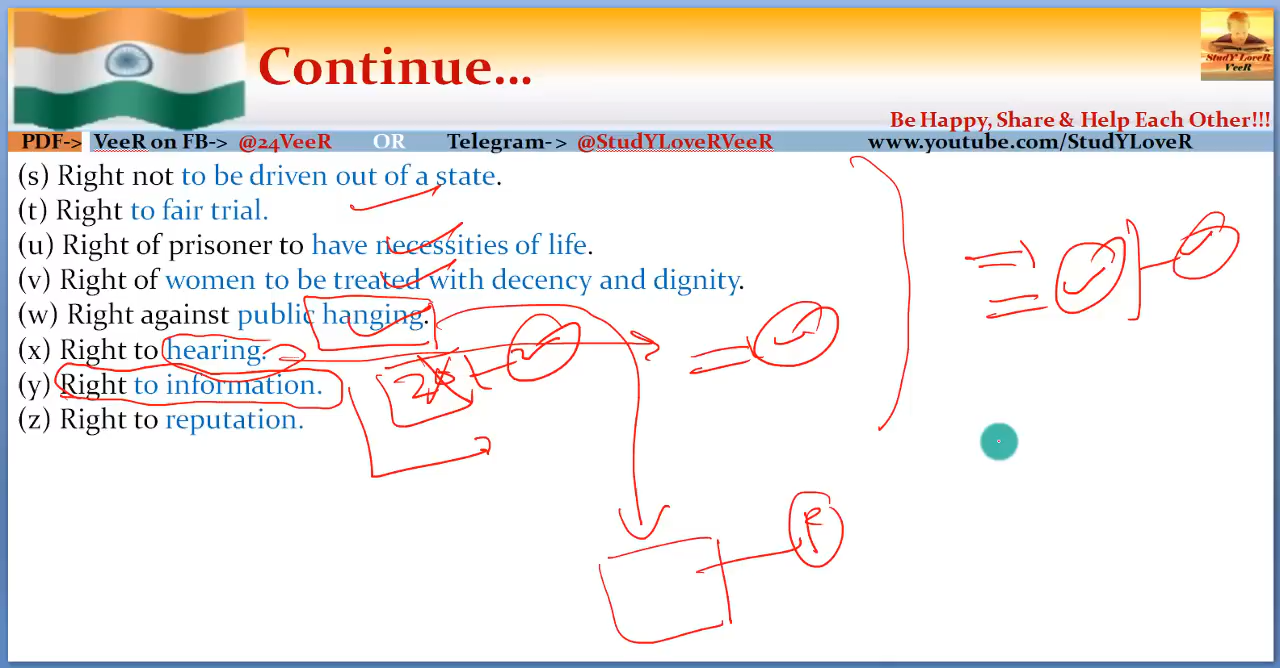 Continue...
StudY LoveR
VeeR
Be Happy, Share & Help Each Other!!!
PDF-> VeeR on FB-> @24VeeR OR Telegram-> @StudYLoveRVeeR www.youtube.com/StudYLoveR
(s) Right not to be driven out of a state.
(t) Right to fair trial.
(u) Right of prisoner to have necessities of life.
(v) Right of women to be treated with decency and dignity.
(w) Right against public hanging.
(x) Right to hearing.
(y) Right to information.
(z) Right to reputation.